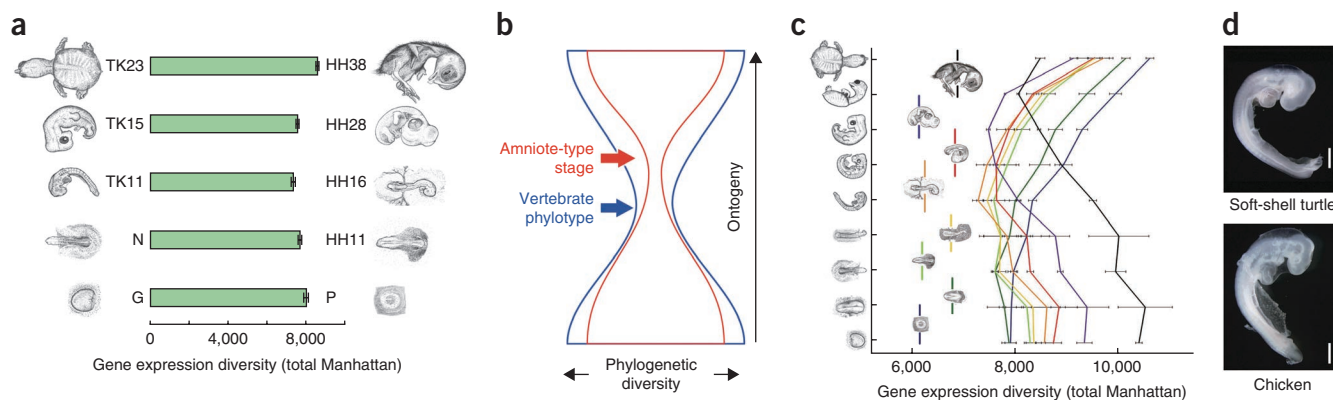 a
TK23
HH38
TK15
HH28
TK11
HH16
N
HH11
G
P
0
4,000
8,000
Gene expression diversity (total Manhattan)
b
Amniote-type
stage
Vertebrate
phylotype
Ontogeny
Phylogenetic
diversity
c
6,000
8,000
10,000
Gene expression diversity (total Manhattan)
d
Soft-shell turtle
Chicken